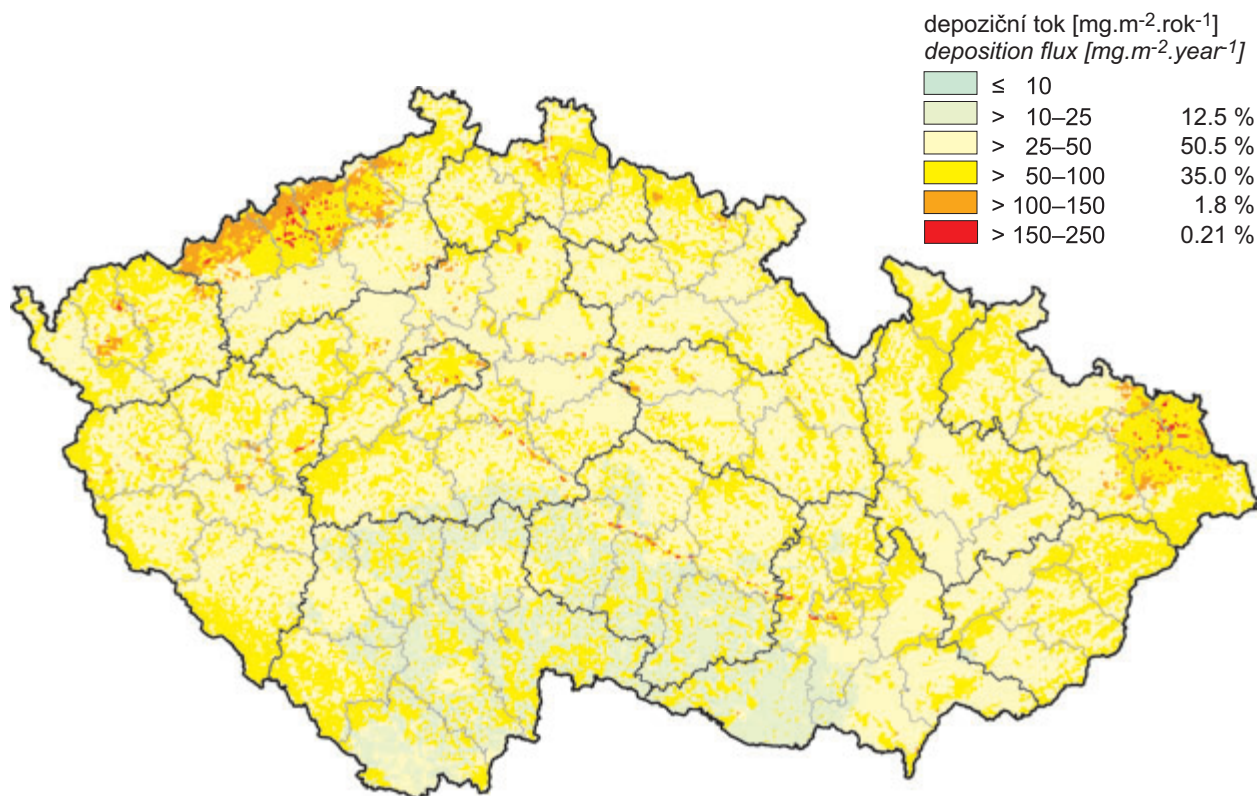 depoziční tok [mg.m-2.rok-1]
deposition flux [mg.m-2.year-1]
≤ 10
> 10–25 12.5 %
> 25–50 50.5 %
> 50–100 35.0 %
> 100–150 1.8 %
> 150–250 0.21 %